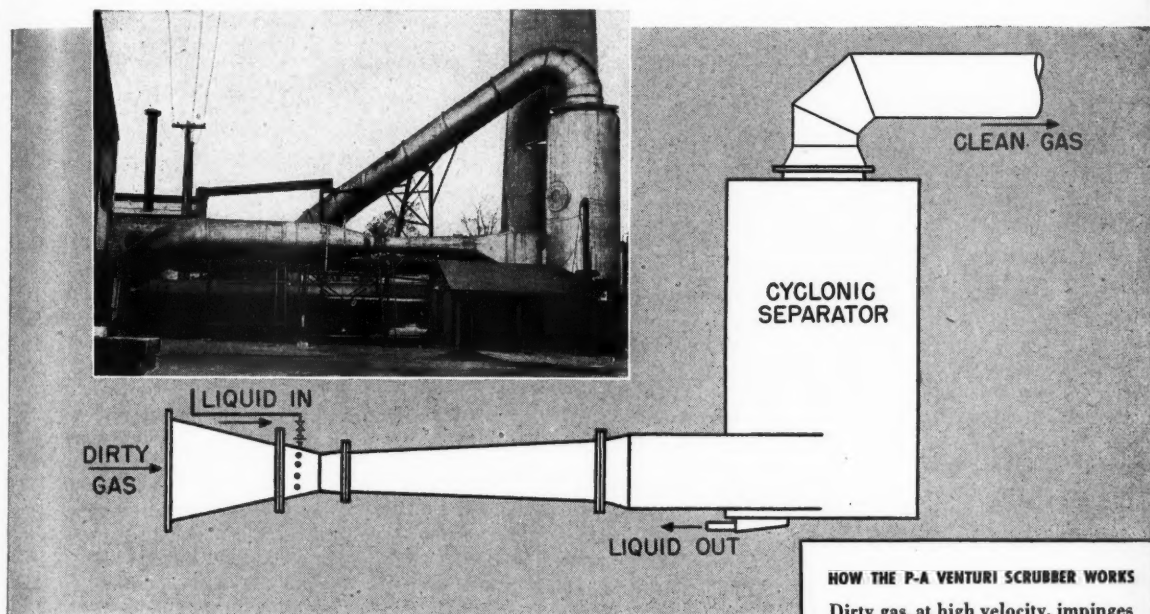 CLEAN GAS
CYCLONIC
SEPARATOR
LIQUID IN
DIRTY
GAS
LIQUID OUT
HOW THE P-A VENTURI SCRUBBER WORKS
Dirty gas, at high velocity, impinges